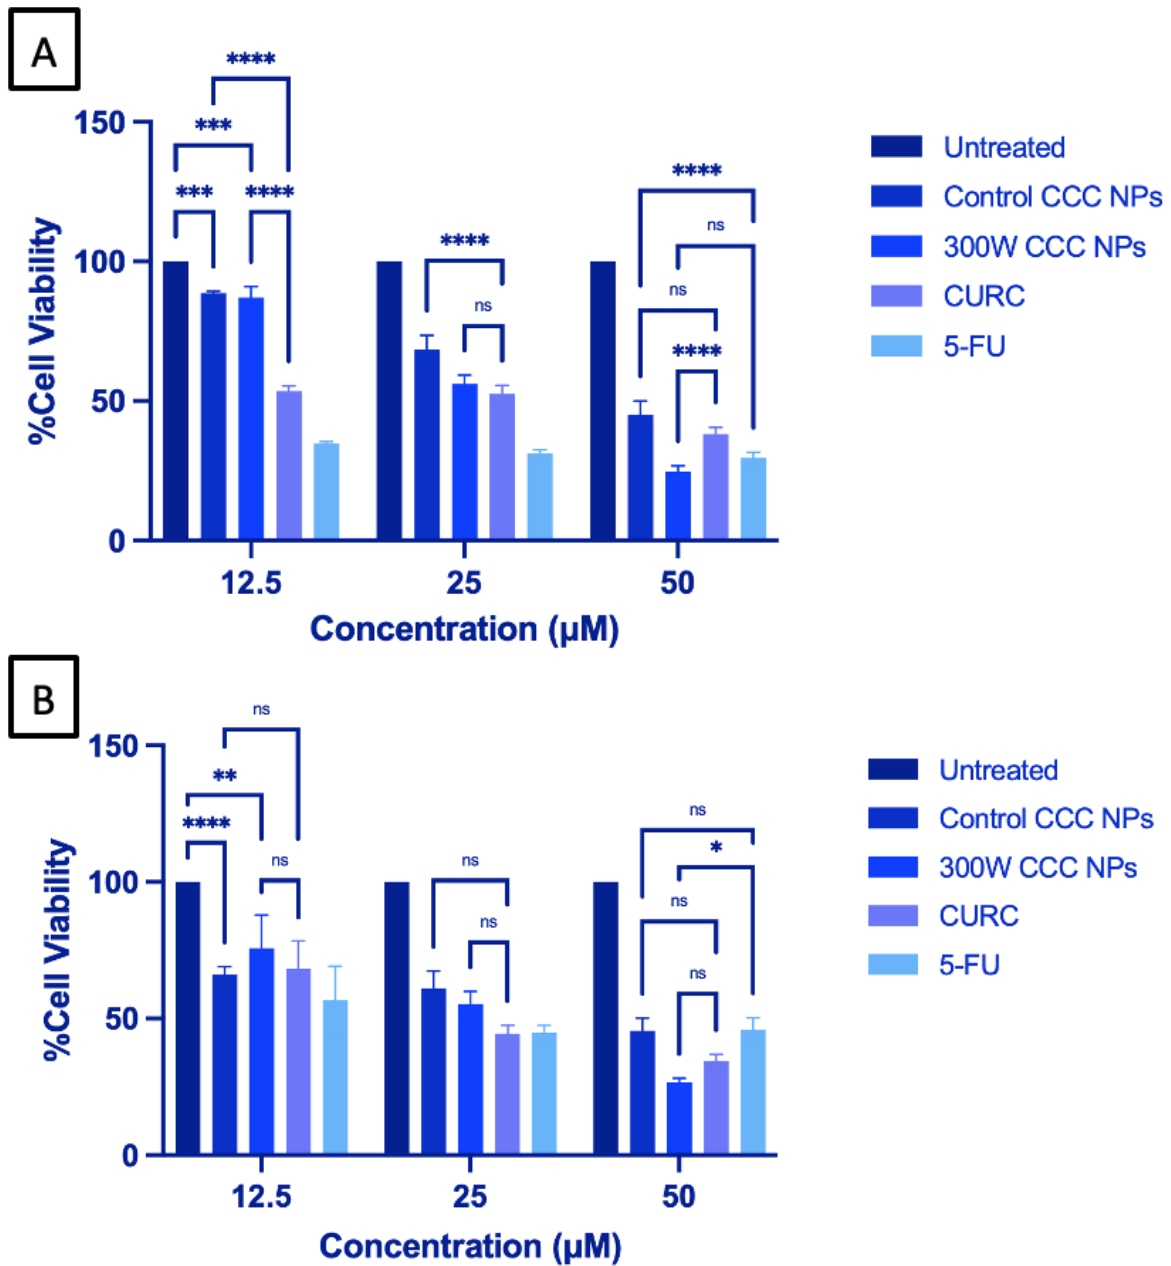 A
****
***
*** ****
150
100
50
0
%Cell Viability
****
ns
****
ns
ns
****
12.5 25 50
Concentration (µM)
Untreated
Control CCC NPs
300W CCC NPs
CURC
5-FU
B
ns
**
****
ns
150
100
50
0
%Cell Viability
ns
ns
ns
*
ns
ns
12.5 25 50
Concentration (µM)
Untreated
Control CCC NPs
300W CCC NPs
CURC
5-FU